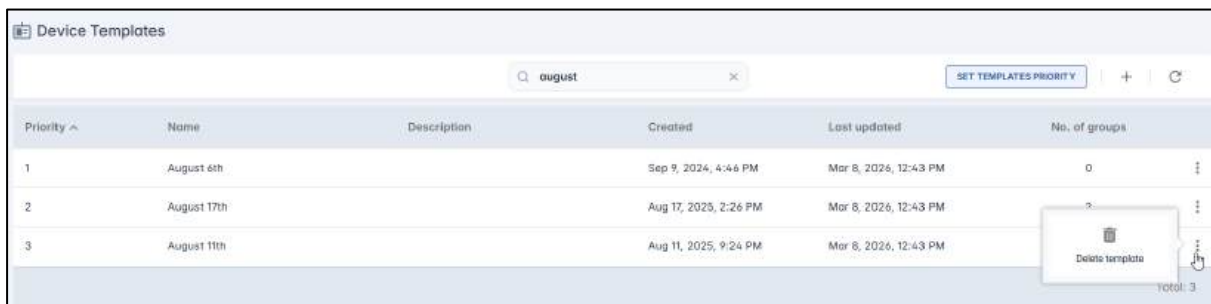 Device Templates
august
SET TEMPLATES PRIORITY
Priority Name Description Created Last updated No. of groups
1 August 6th Sep 9, 2024, 4:46 PM Mar 8, 2026, 12:43 PM 0
2 August 17th Aug 17, 2025, 2:26 PM Mar 8, 2026, 12:43 PM
3 August 11th Aug 11, 2025, 9:24 PM Mar 8, 2026, 12:43 PM
Delete template
Total: 3